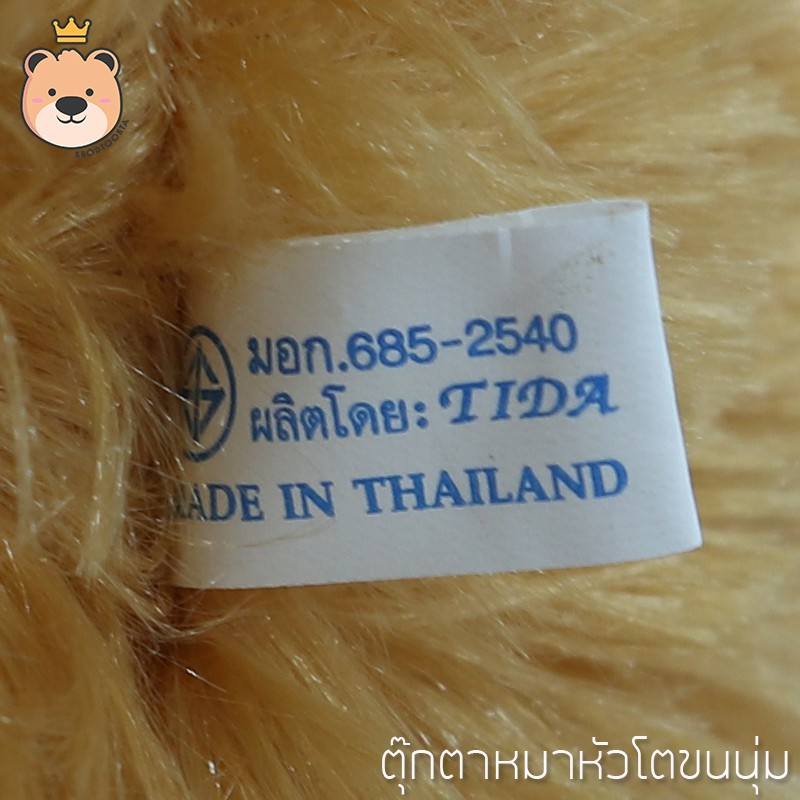 มอก.685-2540
ผลิตโดย: TIDA
MADE IN THAILAND
ตุ๊กตาหมาหัวโตขนนุ่ม